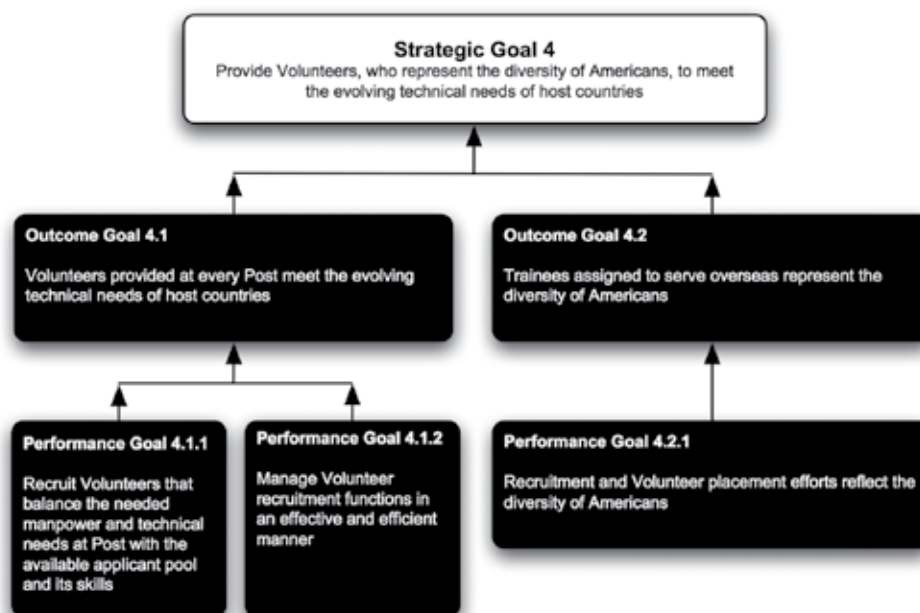 Strategic Goal 4
Provide Volunteers, who represent the diversity of Americans, to meet
the evolving technical needs of host countries
Outcome Goal 4.1
Volunteers provided at every Post meet the evolving
technical needs of host countries
Outcome Goal 4.2
Trainees assigned to serve overseas represent the
diversity of Americans
Performance Goal 4.1.1
Recruit Volunteers that
balance the needed
manpower and technical
needs at Post with the
available applicant pool
and its skills
Performance Goal 4.1.2
Manage Volunteer
recruitment functions in
an effective and efficient
manner
Performance Goal 4.2.1
Recruitment and Volunteer placement efforts reflect the
diversity of Americans